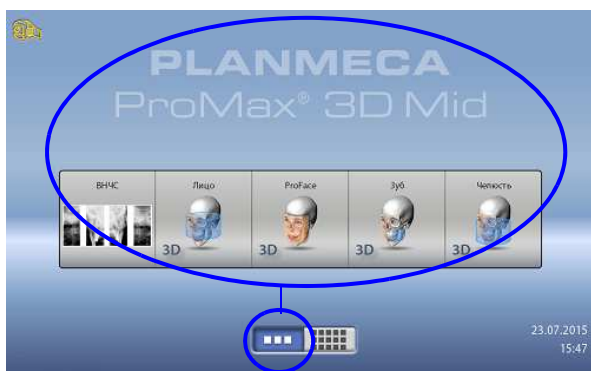 PLANMECA
ProMax® 3D Mid
ВНЧС Лицо ProFace Зуб Челюсть
3D 3D 3D 3D
23.07.2015
15:47